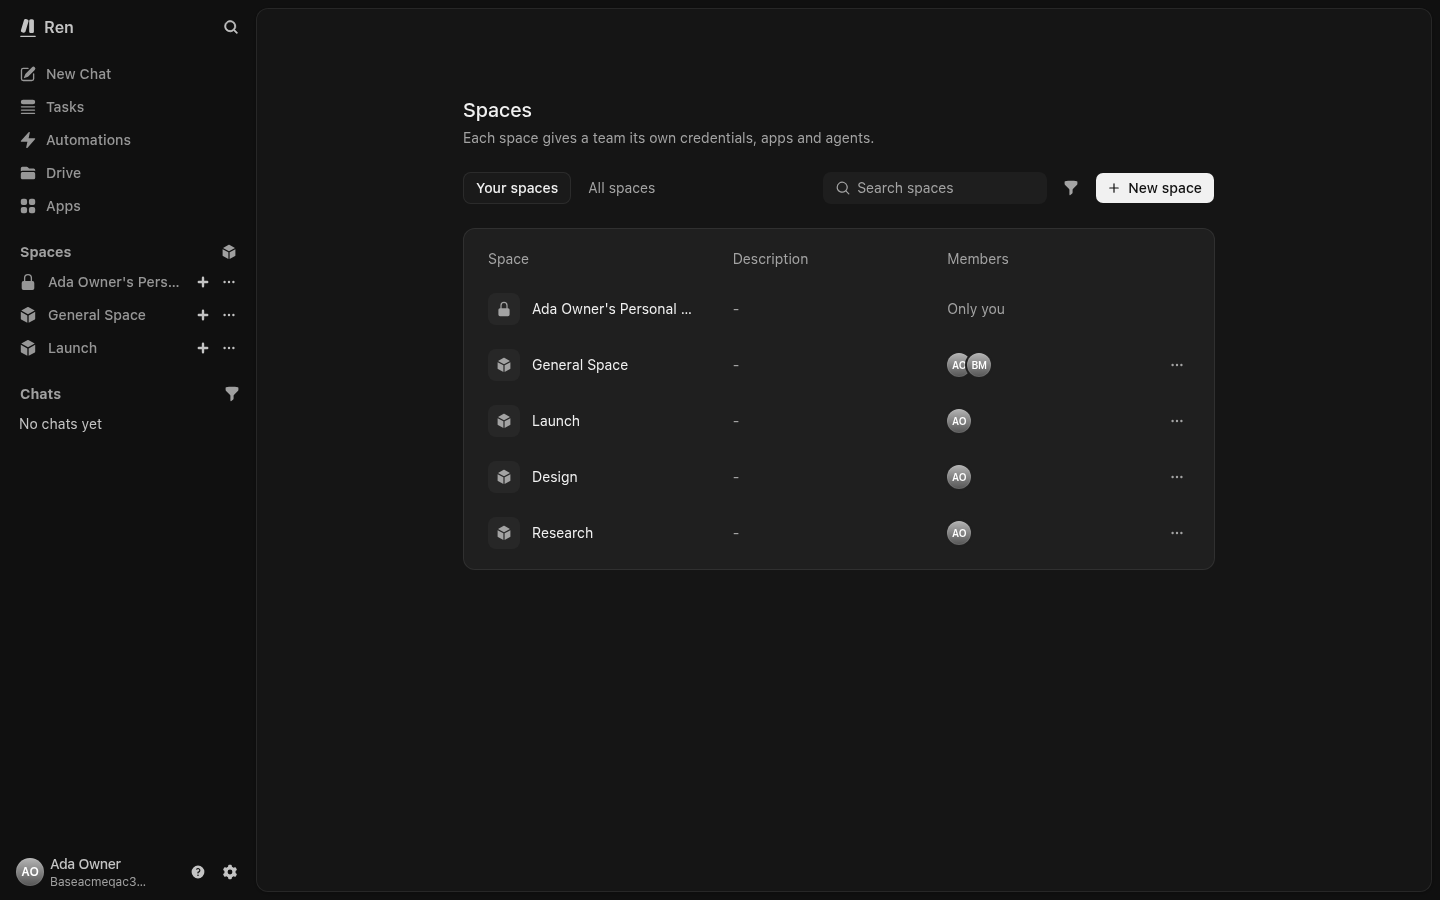 Ren
New Chat
Tasks
Automations
Drive
Apps
Spaces
Ada Owner's Pers...
General Space
Launch
Chats
No chats yet
AO
Ada Owner
Baseacmeqac3...
Spaces
Each space gives a team its own credentials, apps and agents.
Your spaces
All spaces
Search spaces
New space
Space Description Members
Ada Owner's Personal ... - Only you
General Space - AO BM
Launch - AO
Design - AO
Research - AO